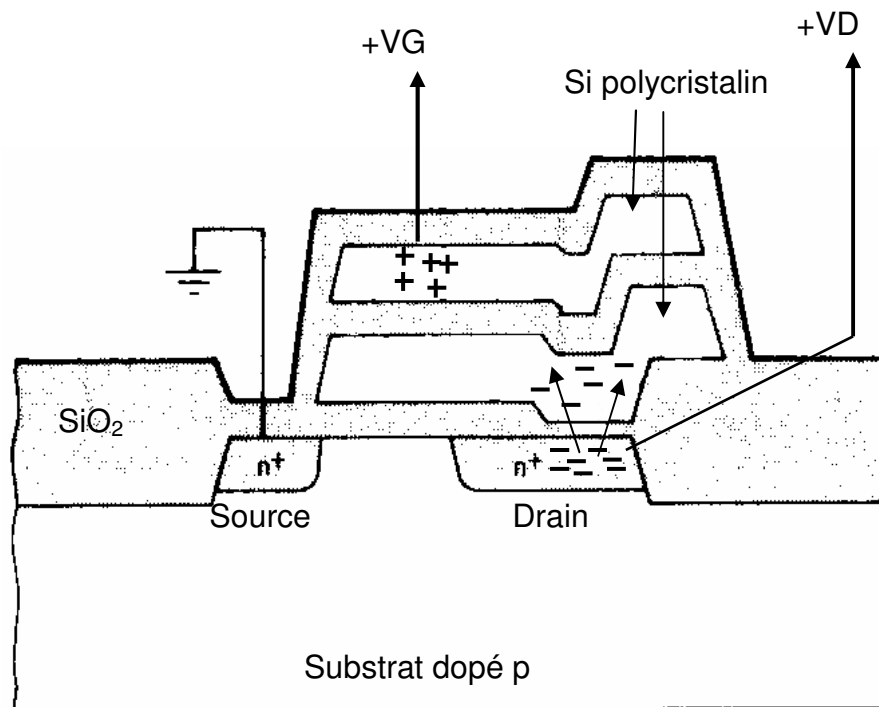 +VD
+VG
Si polycristalin
SiO₂
n⁺
n⁺
Source
Drain
Substrat dopé p